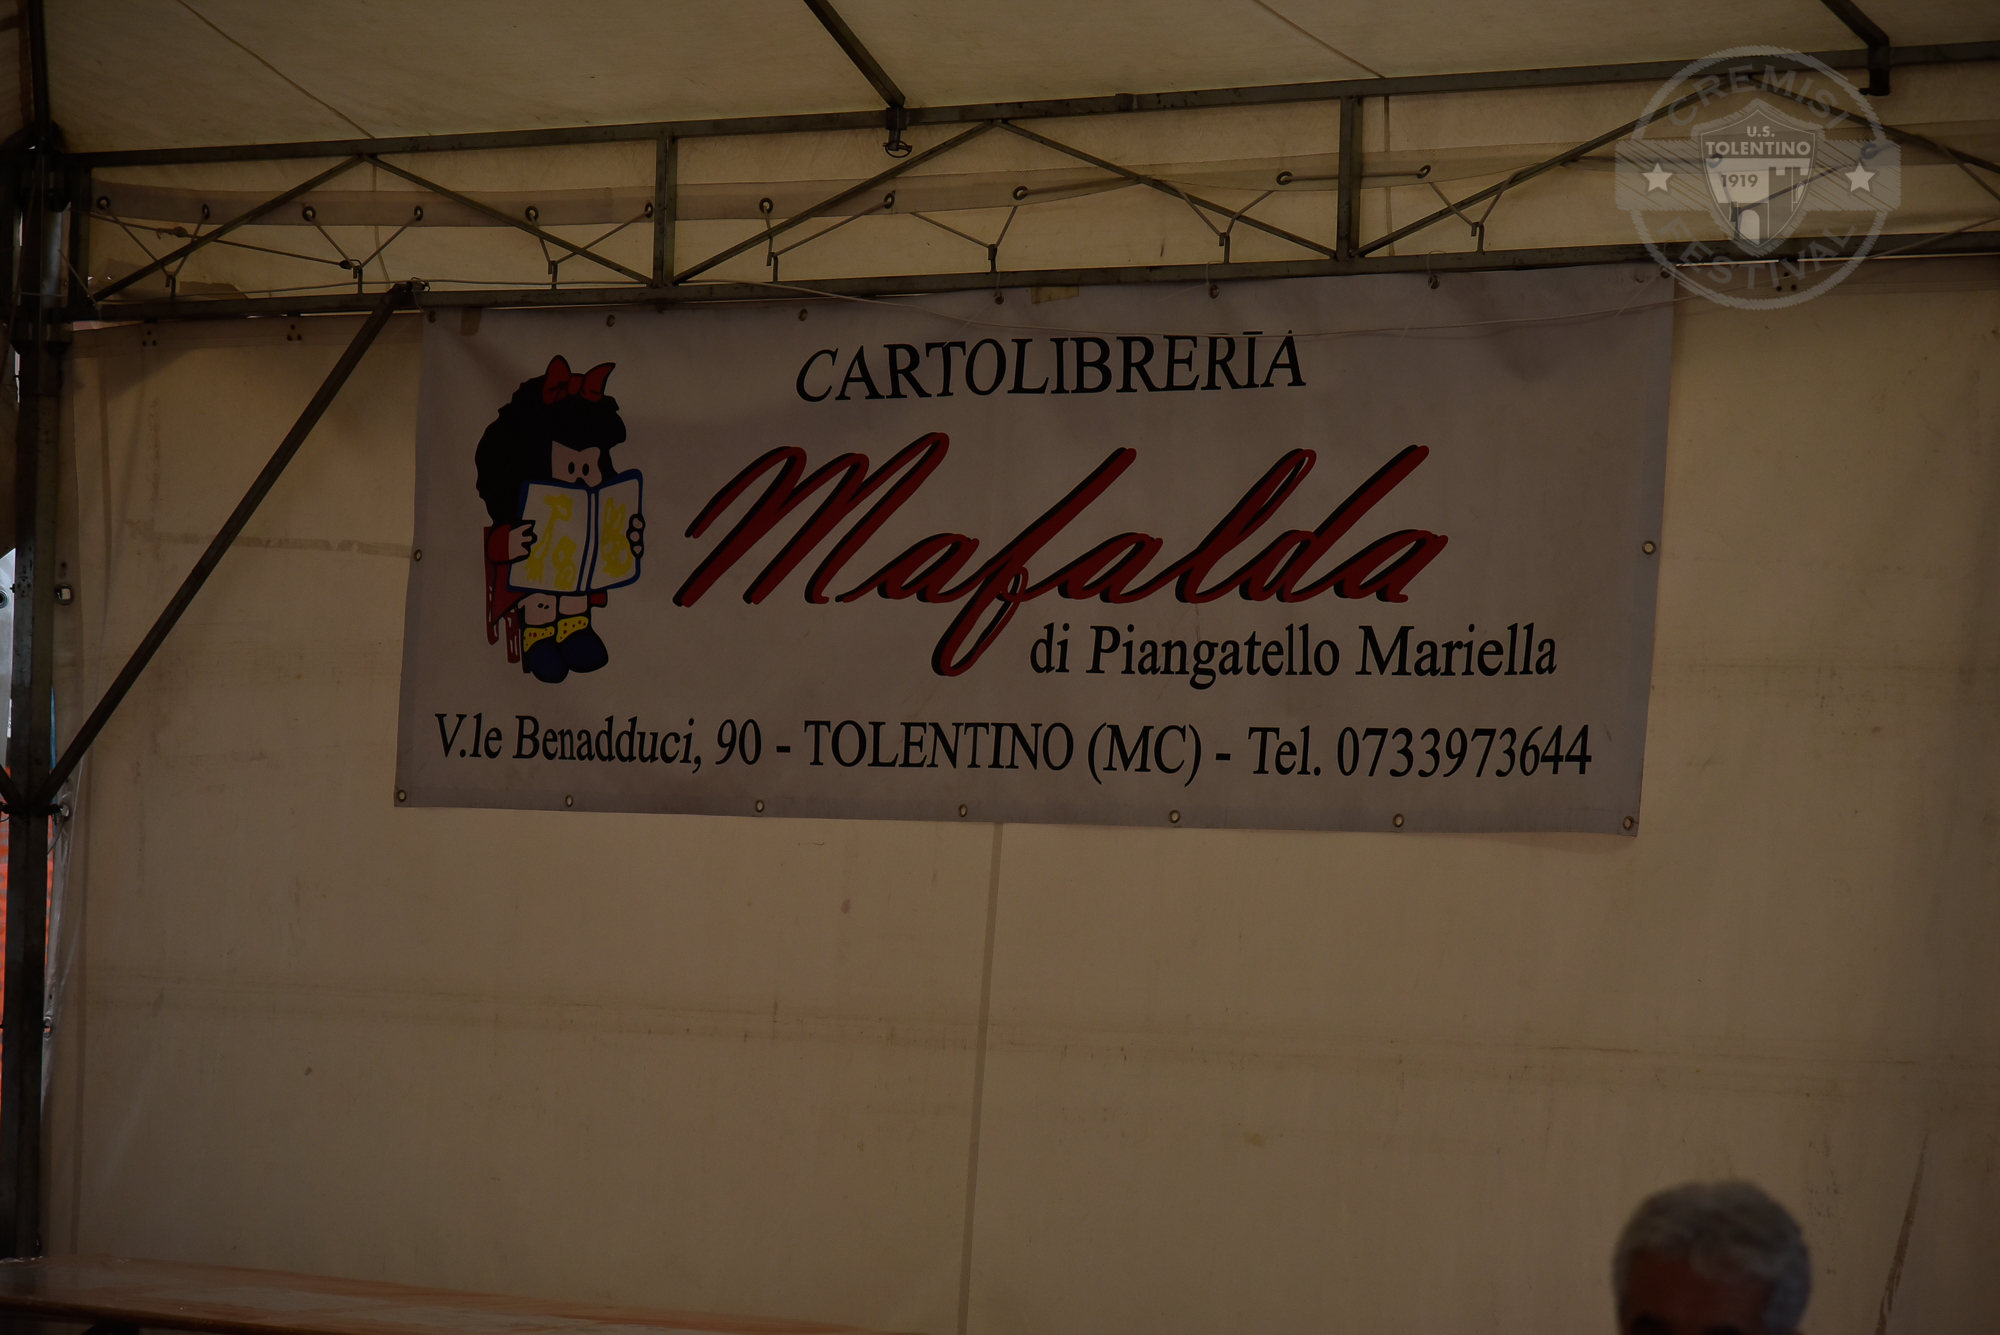 CREMISI
U.S.
TOLENTINO
1919
FESTIVAL
CARTOLIBRERIA
Mafalda
di Piangatello Mariella
V.le Benadduci, 90 - TOLENTINO (MC) - Tel. 0733973644